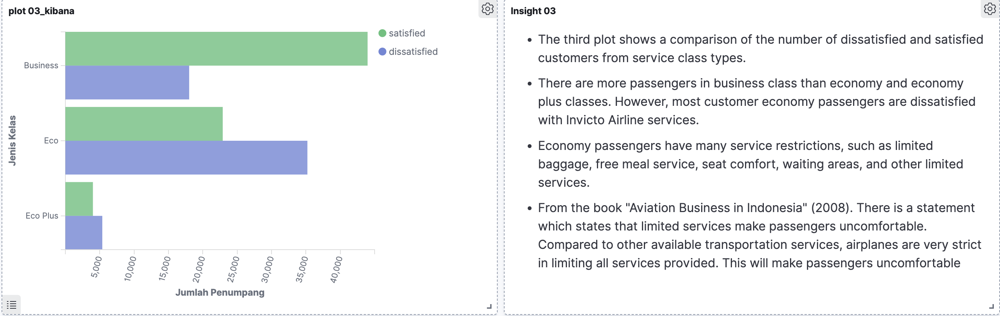 plot 03_kibana
satisfied
dissatisfied
Business
Eco
Eco Plus
Jenis Kelas
5,000
10,000
15,000
20,000
25,000
30,000
35,000
40,000
Jumlah Penumpang
Insight 03
• The third plot shows a comparison of the number of dissatisfied and satisfied
customers from service class types.
• There are more passengers in business class than economy and economy
plus classes. However, most customer economy passengers are dissatisfied
with Invicto Airline services.
• Economy passengers have many service restrictions, such as limited
baggage, free meal service, seat comfort, waiting areas, and other limited
services.
• From the book "Aviation Business in Indonesia" (2008). There is a statement
which states that limited services make passengers uncomfortable.
Compared to other available transportation services, airplanes are very strict
in limiting all services provided. This will make passengers uncomfortable